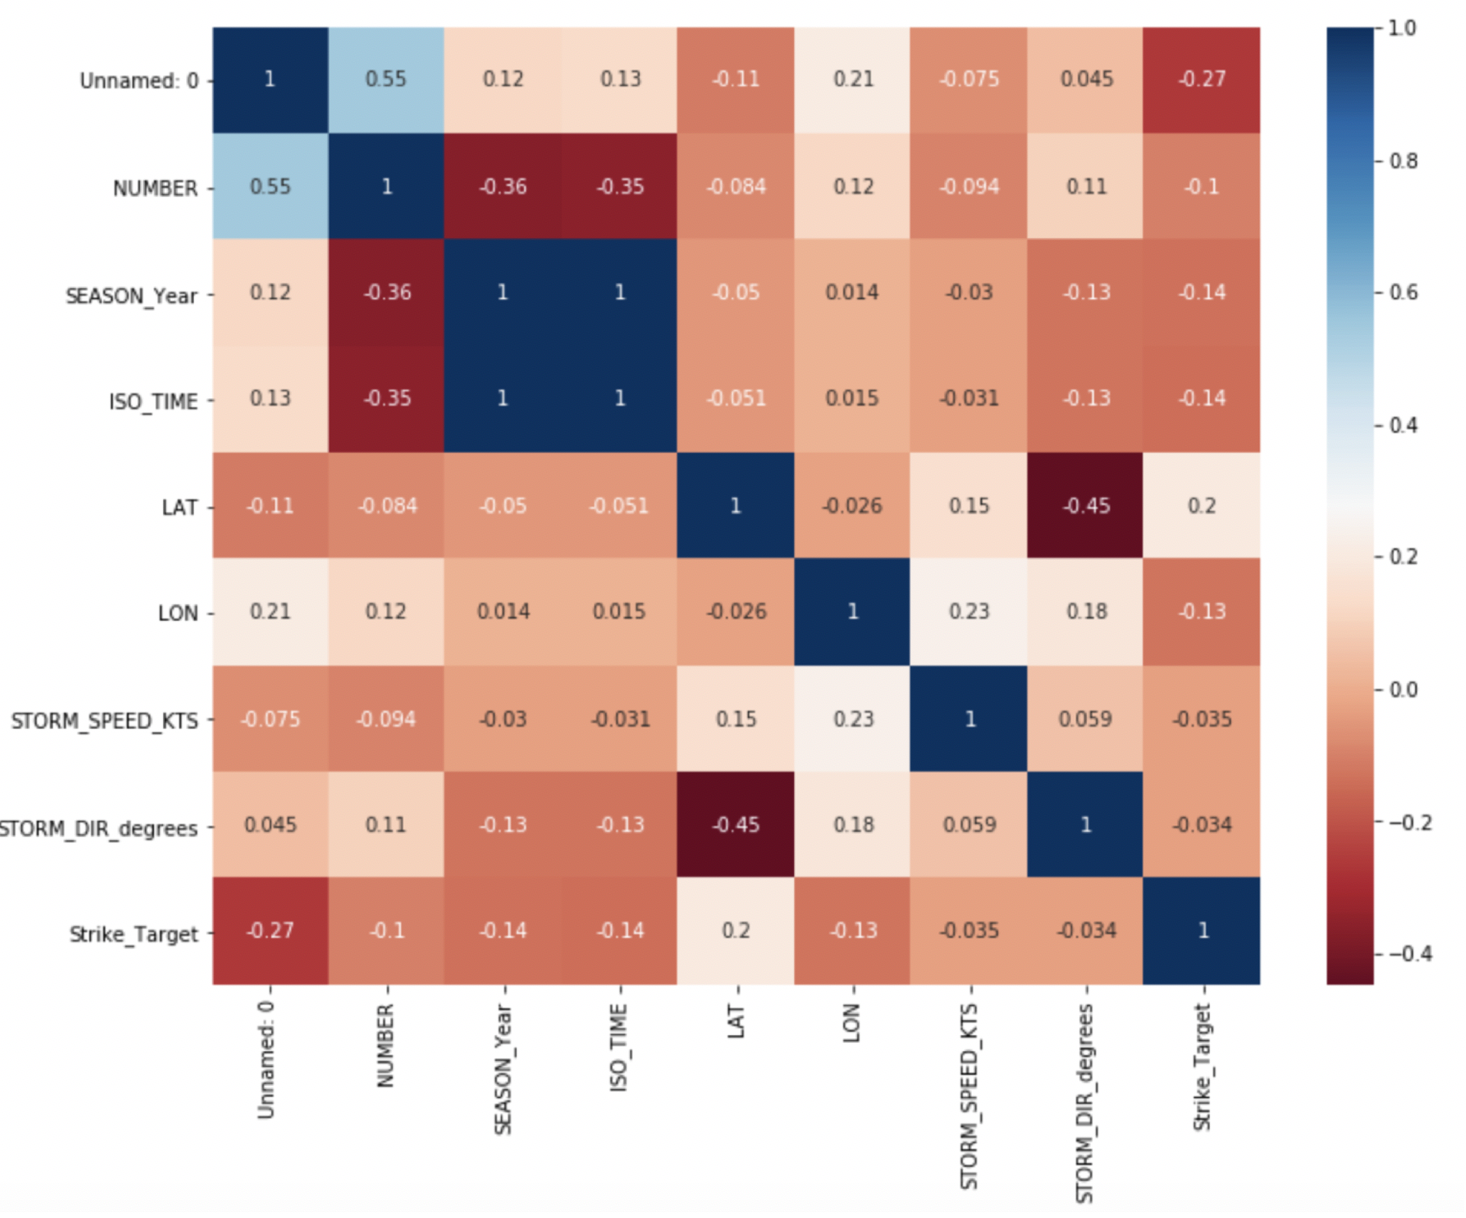 Unnamed: 0 1 0.55 0.12 0.13 -0.11 0.21 -0.075 0.045 -0.27
NUMBER 0.55 1 -0.36 -0.35 -0.084 0.12 -0.094 0.11 -0.1
SEASON_Year 0.12 -0.36 1 1 -0.05 0.014 -0.03 -0.13 -0.14
ISO_TIME 0.13 -0.35 1 1 -0.051 0.015 -0.031 -0.13 -0.14
LAT -0.11 -0.084 -0.05 -0.051 1 -0.026 0.15 -0.45 0.2
LON 0.21 0.12 0.014 0.015 -0.026 1 0.23 0.18 -0.13
STORM_SPEED_KTS -0.075 -0.094 -0.03 -0.031 0.15 0.23 1 0.059 -0.035
STORM_DIR_degrees 0.045 0.11 -0.13 -0.13 -0.45 0.18 0.059 1 -0.034
Strike_Target -0.27 -0.1 -0.14 -0.14 0.2 -0.13 -0.035 -0.034 1
Unnamed: 0
NUMBER
SEASON_Year
ISO_TIME
LAT
LON
STORM_SPEED_KTS
STORM_DIR_degrees
Strike_Target
1.0
0.8
0.6
0.4
0.2
0.0
−0.2
−0.4